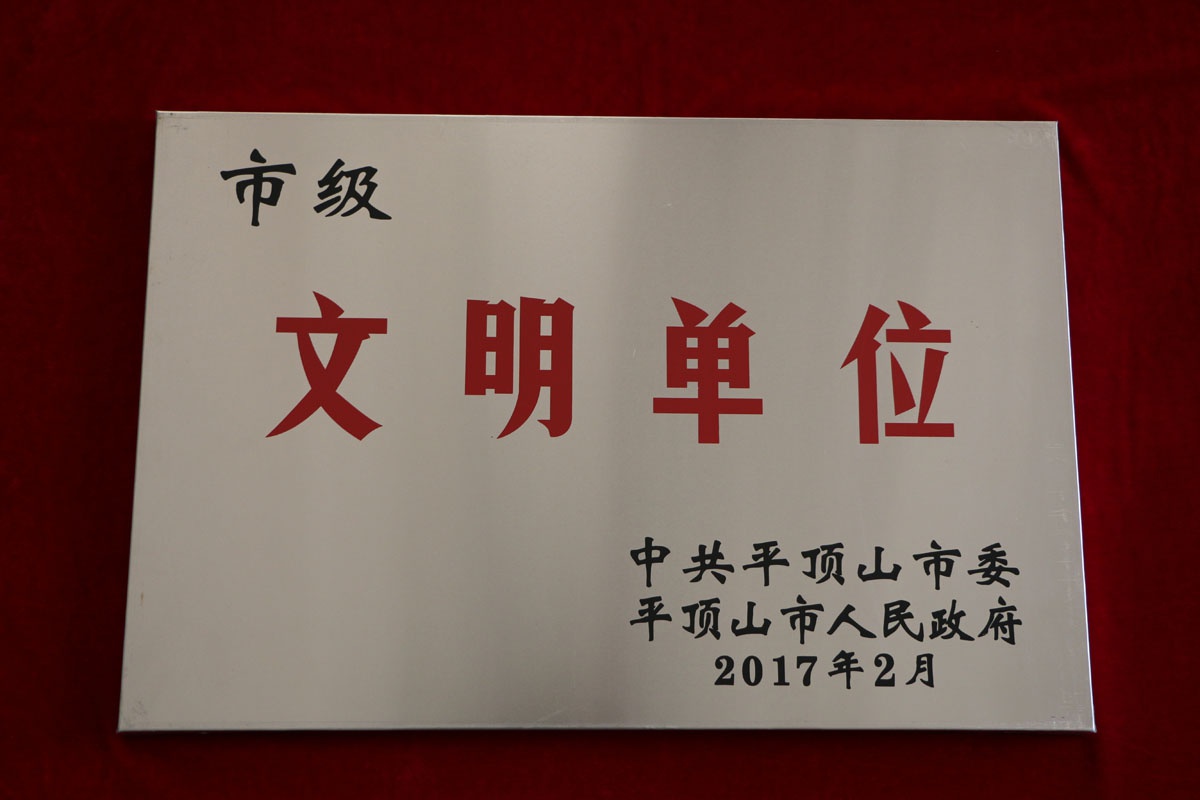 市级
文明单位
中共平顶山市委
平顶山市人民政府
2017年2月